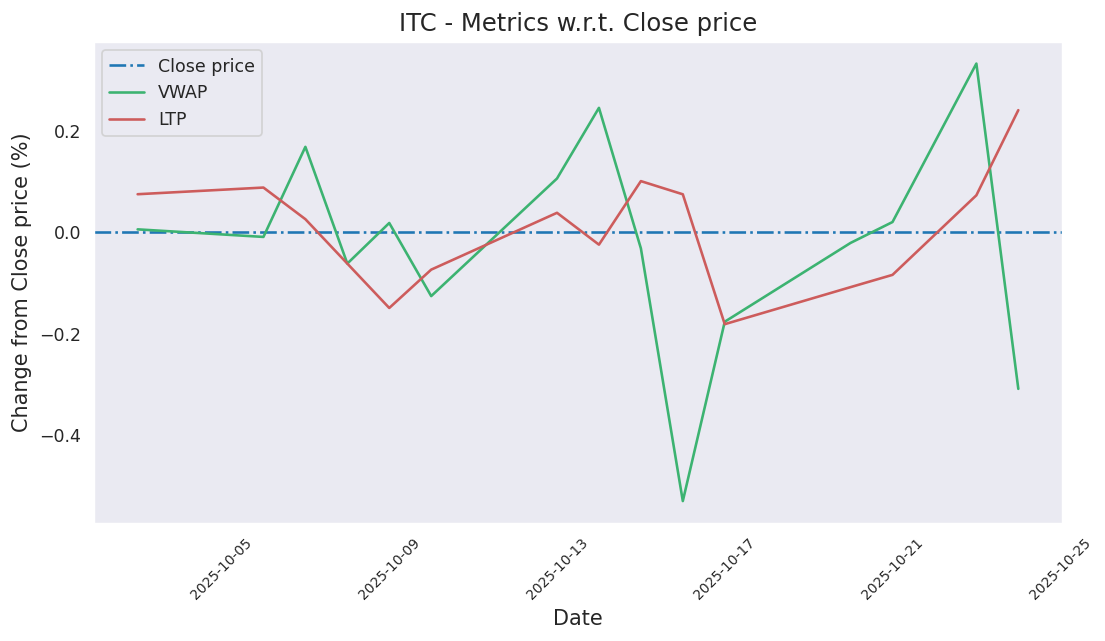 ITC - Metrics w.r.t. Close price
Close price
VWAP
LTP
Change from Close price (%)
0.2
0.0
−0.2
−0.4
2025-10-05
2025-10-09
2025-10-13
2025-10-17
2025-10-21
2025-10-25
Date